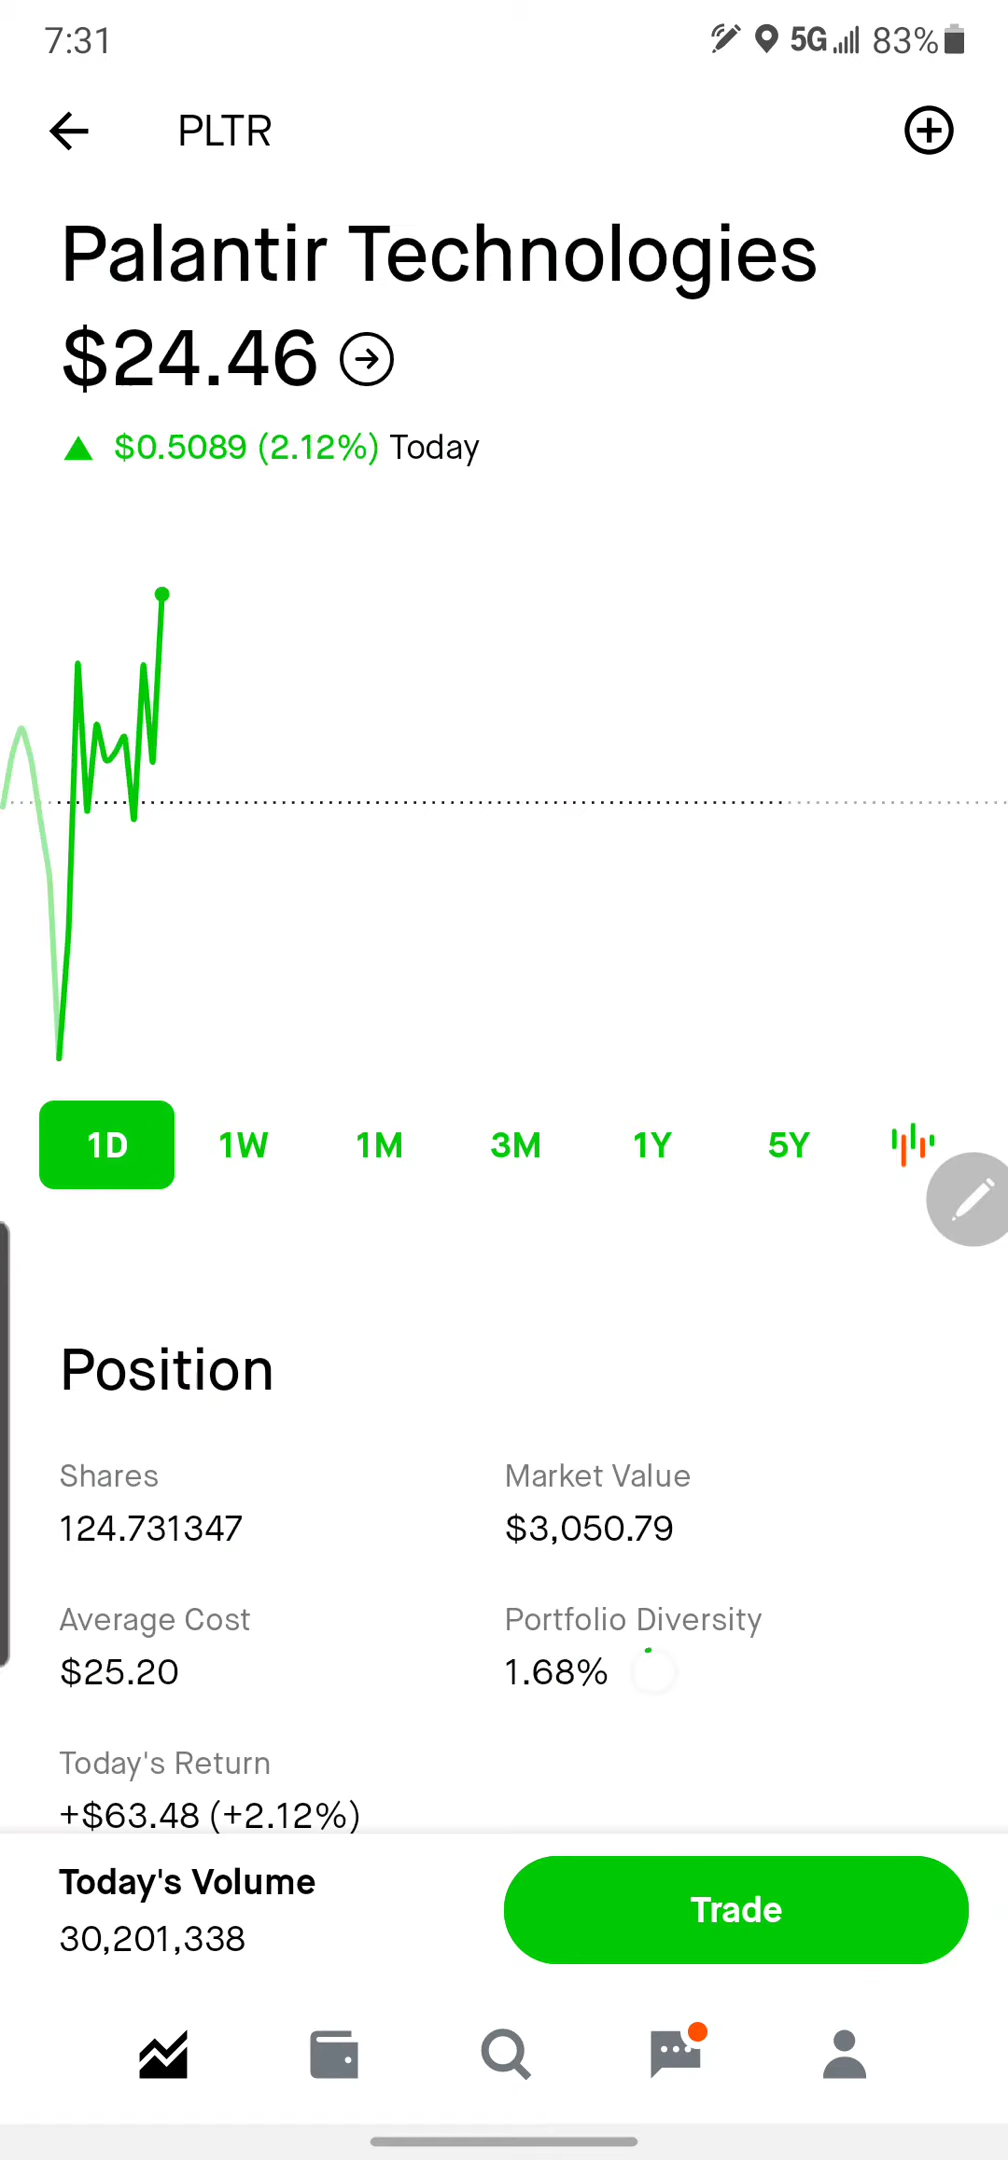 7:31 5G 83%
PLTR
Palantir Technologies
$24.46
$0.5089 (2.12%) Today
1D 1W 1M 3M 1Y 5Y
Position
Shares Market Value
124.731347 $3,050.79
Average Cost Portfolio Diversity
$25.20 1.68%
Today's Return
+$63.48 (+2.12%)
Today's Volume
30,201,338
Trade